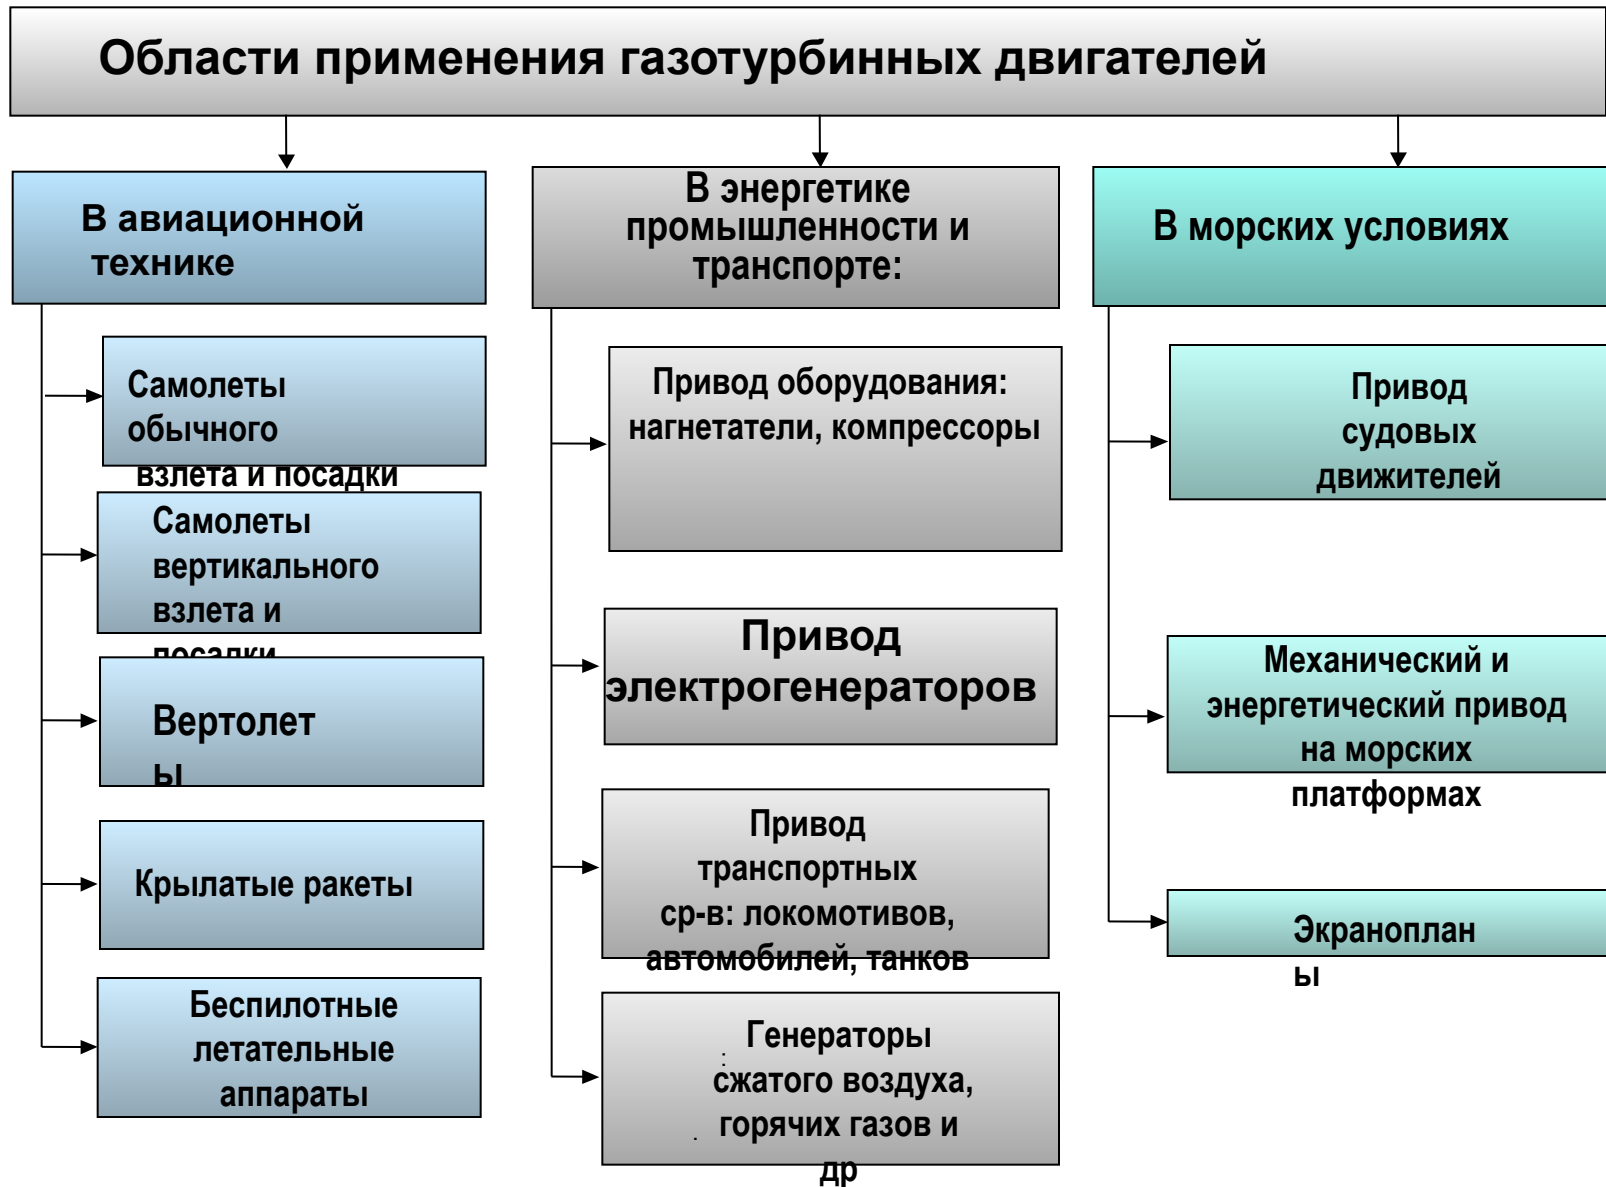 Области применения газотурбинных двигателей
В авиационной
технике
Самолеты
обычного
взлета и посадки
Самолеты
вертикального
взлета и
посадки
Вертолет
ы
Крылатые ракеты
Беспилотные
летательные
аппараты
В энергетике
промышленности и
транспорте:
Привод оборудования:
нагнетатели, компрессоры
Привод
электрогенераторов
Привод
транспортных
ср-в: локомотивов,
автомобилей, танков
Генераторы
сжатого воздуха,
горячих газов и
др
В морских условиях
Привод
судовых
движителей
Механический и
энергетический привод
на морских
платформах
Экраноплан
ы